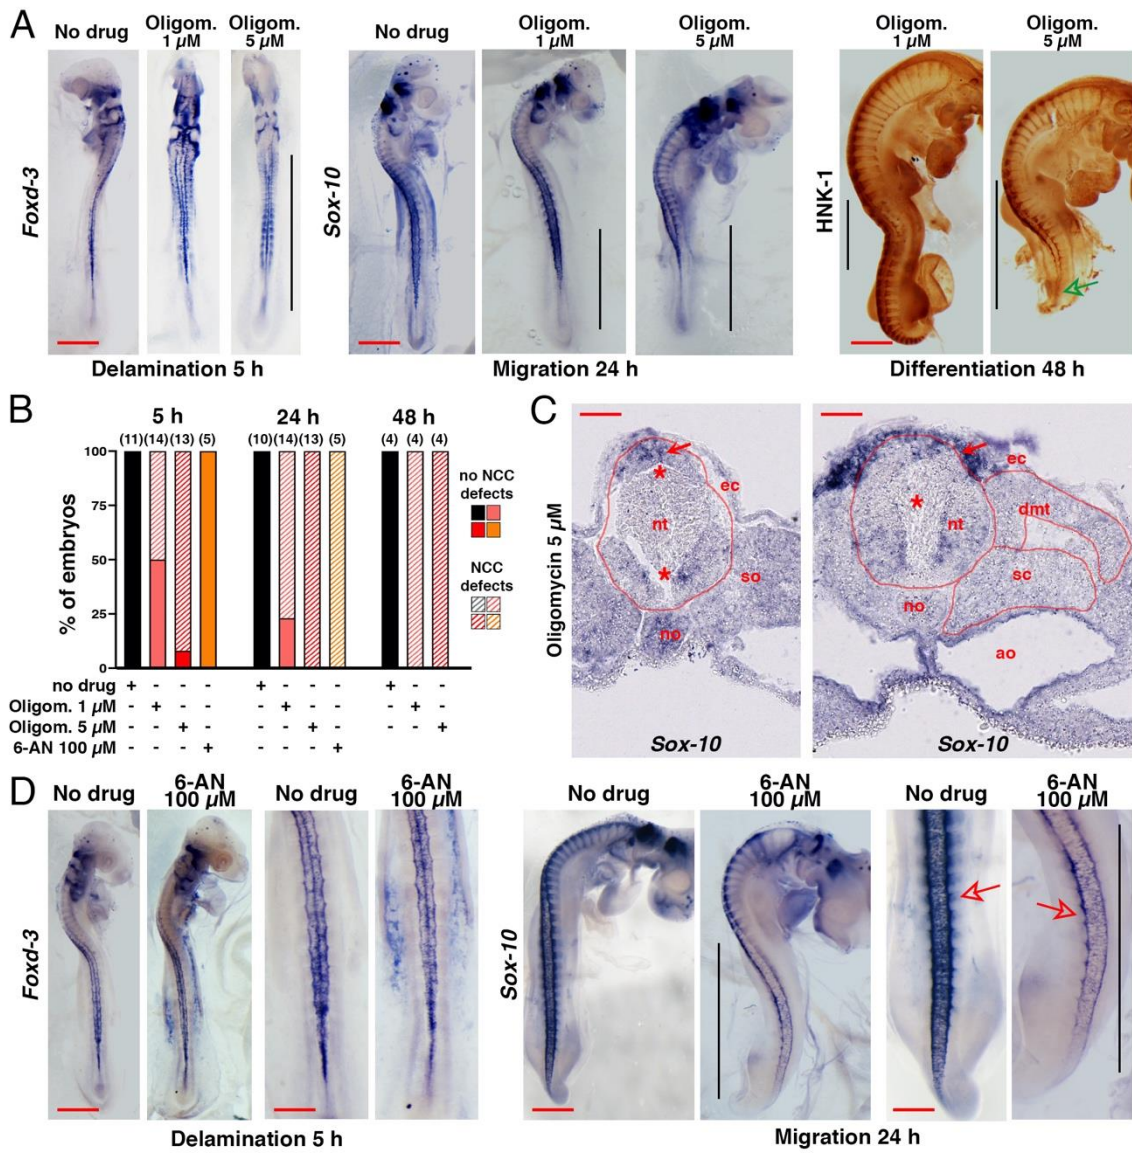 A
No drug
Oligom.
1 µM
Oligom.
5 µM
No drug
Oligom.
1 µM
Oligom.
5 µM
Oligom.
1 µM
Oligom.
5 µM
Foxd-3
Sox-10
HNK-1
Delamination 5 h
Migration 24 h
Differentiation 48 h
B
5 h
24 h
48 h
(11) (14) (13) (5)
(10) (14) (13) (5)
(4) (4) (4)
100
75
50
25
0
% of embryos
no NCC
defects
NCC
defects
no drug + - - - + - - - + - -
Oligom. 1 µM - + - - - + - - - + -
Oligom. 5 µM - - + - - - + - - - +
6-AN 100 µM - - - + - - - + - - -
C
Oligomycin 5 µM
*
ec
nt
so
*
no
Sox-10
ec
dmt
*
nt
sc
no
ao
Sox-10
D
No drug
6-AN
100 µM
No drug
6-AN
100 µM
No drug
6-AN
100 µM
No drug
6-AN
100 µM
Foxd-3
Sox-10
Delamination 5 h
Migration 24 h